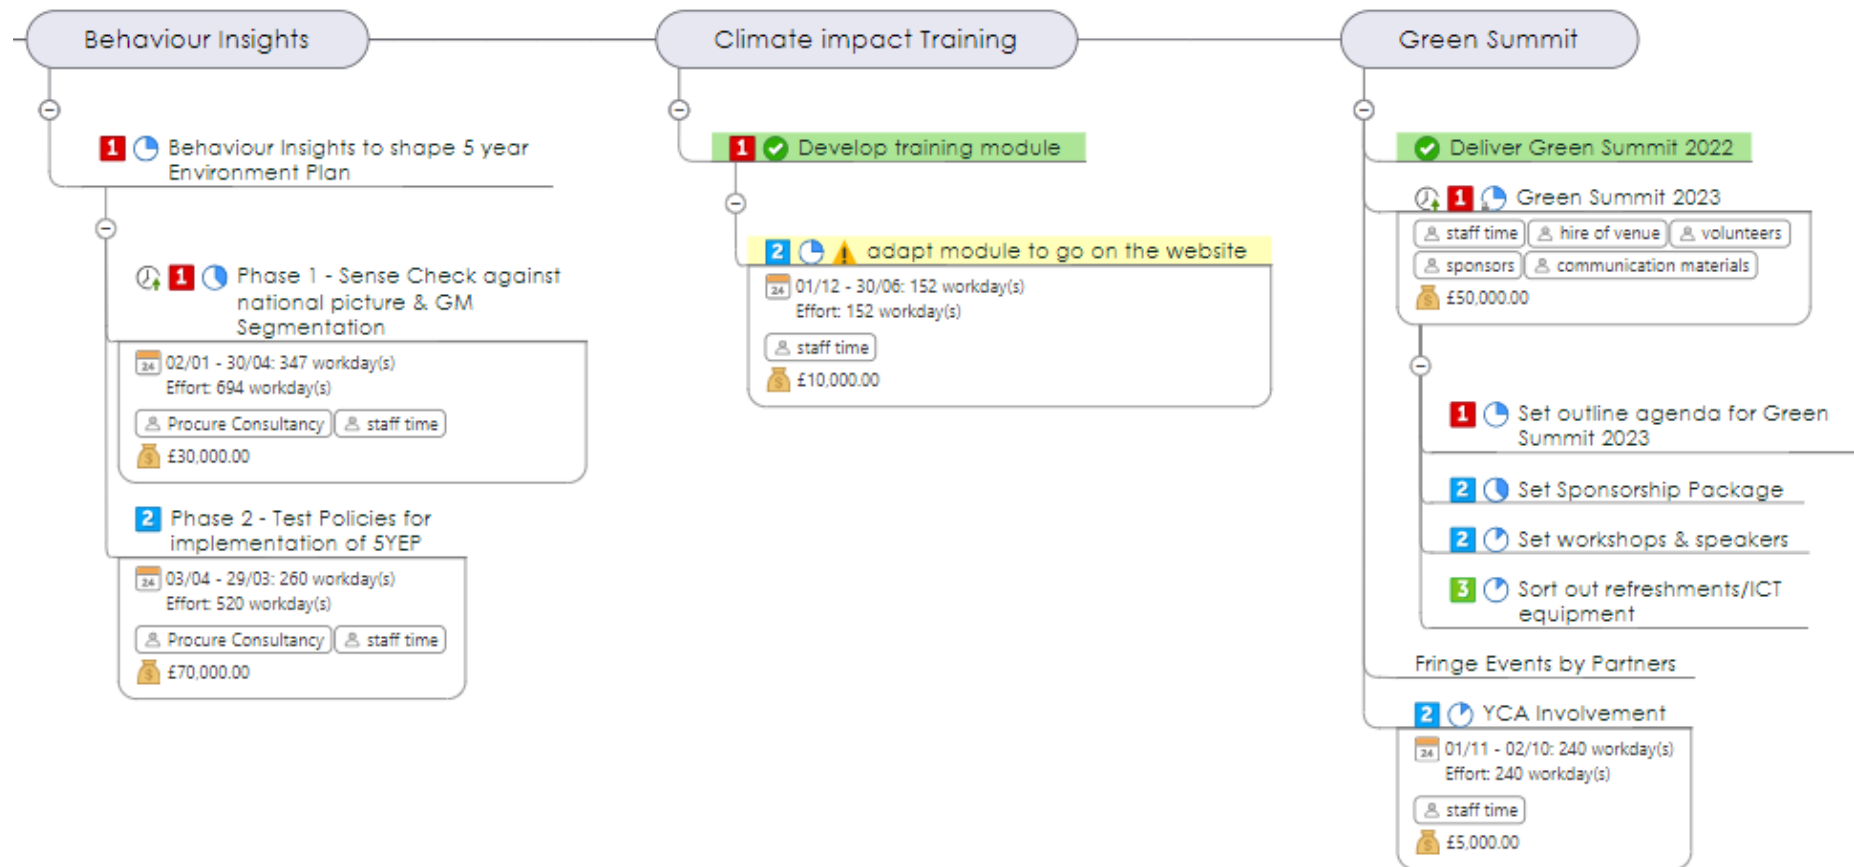 Behaviour Insights
1
Behaviour Insights to shape 5 year
Environment Plan
1
Phase 1 - Sense Check against
national picture & GM
Segmentation
24
02/01 - 30/04: 347 workday(s)
Effort: 694 workday(s)
Procure Consultancy
staff time
£30,000.00
2
Phase 2 - Test Policies for
implementation of 5YEP
24
03/04 - 29/03: 260 workday(s)
Effort: 520 workday(s)
Procure Consultancy
staff time
£70,000.00
Climate impact Training
1
Develop training module
2
adapt module to go on the website
24
01/12 - 30/06: 152 workday(s)
Effort: 152 workday(s)
staff time
£10,000.00
Green Summit
Deliver Green Summit 2022
1
Green Summit 2023
staff time
hire of venue
volunteers
sponsors
communication materials
£50,000.00
1
Set outline agenda for Green
Summit 2023
2
Set Sponsorship Package
2
Set workshops & speakers
3
Sort out refreshments/ICT
equipment
Fringe Events by Partners
2
YCA Involvement
24
01/11 - 02/10: 240 workday(s)
Effort: 240 workday(s)
staff time
£5,000.00